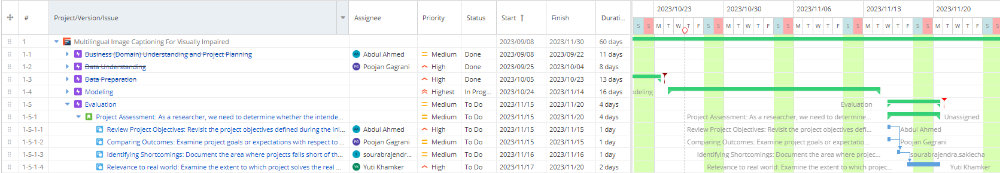 2023/10/23 2023/10/30 2023/11/06 2023/11/13 2023/11/20
# Project/Version/Issue Assignee Priority Status Start Finish Durati...
S S M T W T F S S M T W T F S S M T W T F S S M T W T F S S M T W T F S S
1 Multilingual Image Captioning For Visually Impaired 2023/09/08 2023/11/30 60 days
1-1 Business (Domain) Understanding and Project Planning AA Abdul Ahmed Medium Done 2023/09/08 2023/09/22 11 days
1-2 Data Understanding PG Poojan Gagrani High Done 2023/09/25 2023/10/04 8 days
1-3 Data Preparation High Done 2023/10/05 2023/10/23 13 days
1-4 Modeling Highest In Prog... 2023/10/24 2023/11/14 16 days odeling
1-5 Evaluation Medium To Do 2023/11/15 2023/11/20 4 days Evaluation
1-5-1 Project Assessment: As a researcher, we need to determine whether the intende... Medium To Do 2023/11/15 2023/11/20 4 days Project Assessment: As a researcher, we need to determine... Unassigned
1-5-1-1 Review Project Objectives: Revisit the project objectives defined during the ini... AA Abdul Ahmed High To Do 2023/11/15 2023/11/15 1 day Review Project Objectives: Revisit the project objectives defi... Abdul Ahmed
1-5-1-2 Comparing Outcomes: Examine project goals or expectations with respect to ... PG Poojan Gagrani Medium To Do 2023/11/15 2023/11/15 1 day Comparing Outcomes: Examine project goals or expectatio... Poojan Gagrani
1-5-1-3 Identifying Shortcomings: Document the area where projects falls short of th... sourabrajendr... Medium To Do 2023/11/16 2023/11/16 1 day Identifying Shortcomings: Document the area where projec... sourabrajendra.saklecha
1-5-1-4 Relevance to real world: Examine the extent to which project solves the real ... YK Yuti Khamker High To Do 2023/11/17 2023/11/20 2 days Relevance to real world: Examine the extent to which projec... Yuti Khamker